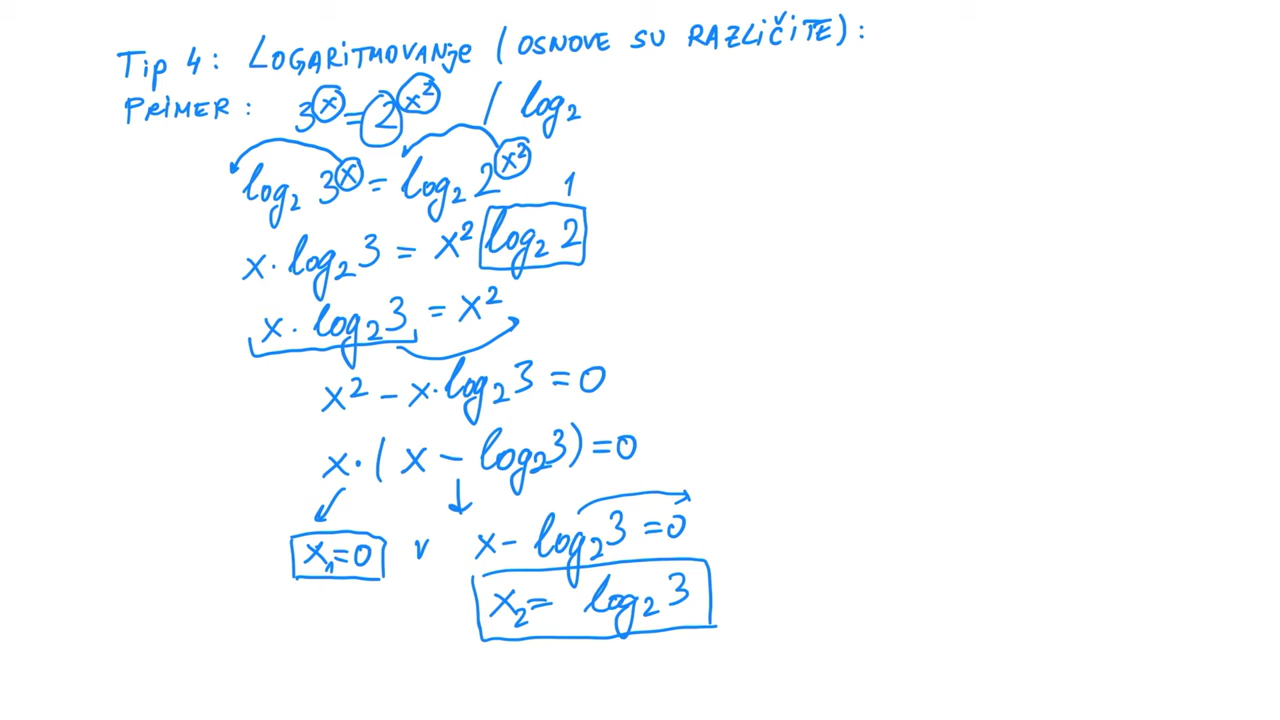 Tip 4: LOGARITMOVANJE (OSNOVE SU RAZLIČITE):
PRIMER: 3^x = 2^(x²) / log₂
log₂ 3^x = log₂ 2^(x²)
1
x · log₂ 3 = x² log₂ 2
x · log₂ 3 = x²
x² - x · log₂ 3 = 0
x · (x - log₂ 3) = 0
x₁ = 0 v x - log₂ 3 = 0
x₂ = log₂ 3